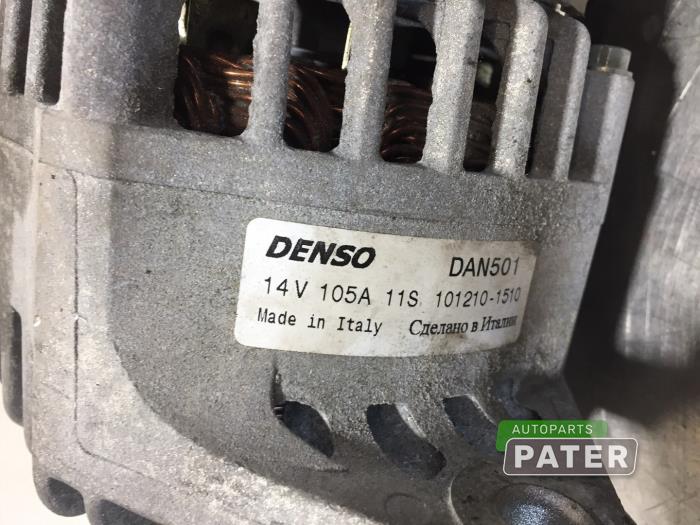 DENSO DAN501
14V 105A 11S 101210-1510
Made in Italy Сделано в Италии
AUTOPARTS
PATER